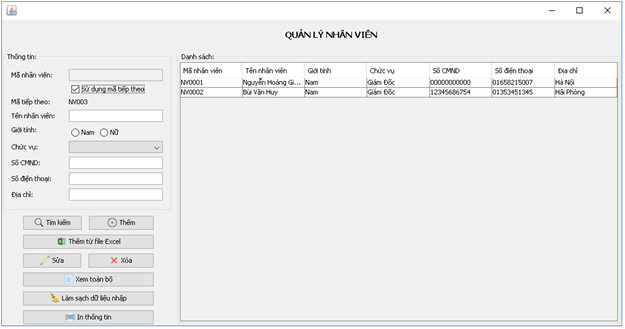 QUẢN LÝ NHÂN VIÊN
Thông tin:
Mã nhân viên:
Sử dụng mã tiếp theo
Mã tiếp theo: NV003
Tên nhân viên:
Giới tính: Nam Nữ
Chức vụ:
Số CMND:
Số điện thoại:
Địa chỉ:
Tìm kiếm Thêm
Thêm từ file Excel
Sửa Xóa
Xem toàn bộ
Làm sạch dữ liệu nhập
In thông tin
Danh sách:
Mã nhân viên Tên nhân viên Giới tính Chức vụ Số CMND Số điện thoại Địa chỉ
NV0001 Nguyễn Hoàng Gi... Nam Giám Đốc 00000000000 01658215007 Hà Nội
NV0002 Bùi Văn Huy Nam Giám Đốc 12345686754 01353451345 Hải Phòng